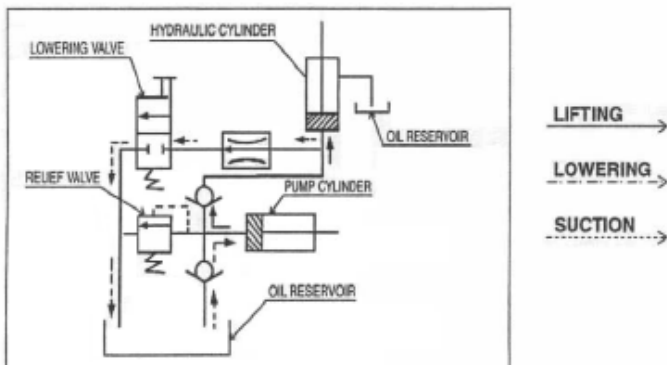 HYDRAULIC CYLINDER
LOWERING VALVE
OIL RESERVOIR
LIFTING
LOWERING
RELIEF VALVE
PUMP CYLINDER
SUCTION
OIL RESERVOIR